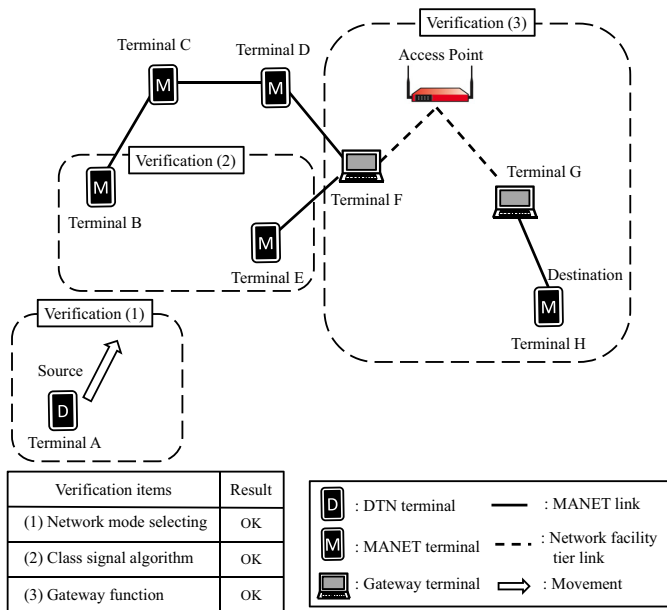 Verification (3)
Terminal C
Terminal D
Access Point
M
M
Verification (2)
Terminal G
M
Terminal F
Terminal B
M
Terminal E
Destination
Verification (1)
M
Terminal H
Source
D
Terminal A
Verification items Result
(1) Network mode selecting OK
(2) Class signal algorithm OK
(3) Gateway function OK
D : DTN terminal : MANET link
M : MANET terminal : Network facility
tier link
: Gateway terminal : Movement